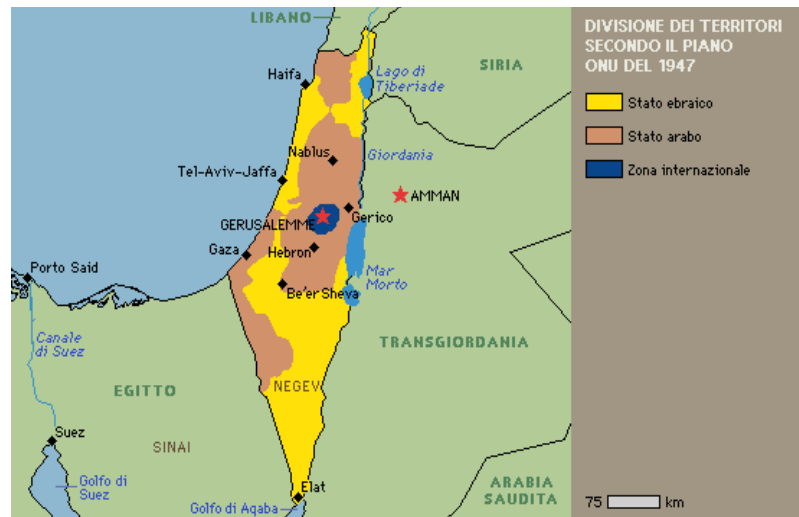 LIBANO
DIVISIONE DEI TERRITORI
SECONDO IL PIANO
ONU DEL 1947
Stato ebraico
Stato arabo
Zona internazionale
Haifa
Lago di
Tiberiade
SIRIA
Nablus
Giordania
Tel-Aviv-Jaffa
AMMAN
GERUSALEMME
Gerico
Gaza
Hebron
Mar
Morto
Porto Said
Be'er Sheva
Canale
di Suez
TRANSGIORDANIA
EGITTO
NEGEV
Suez
SINAI
Golfo di
Suez
Elat
Golfo di Aqaba
ARABIA
SAUDITA
75 km